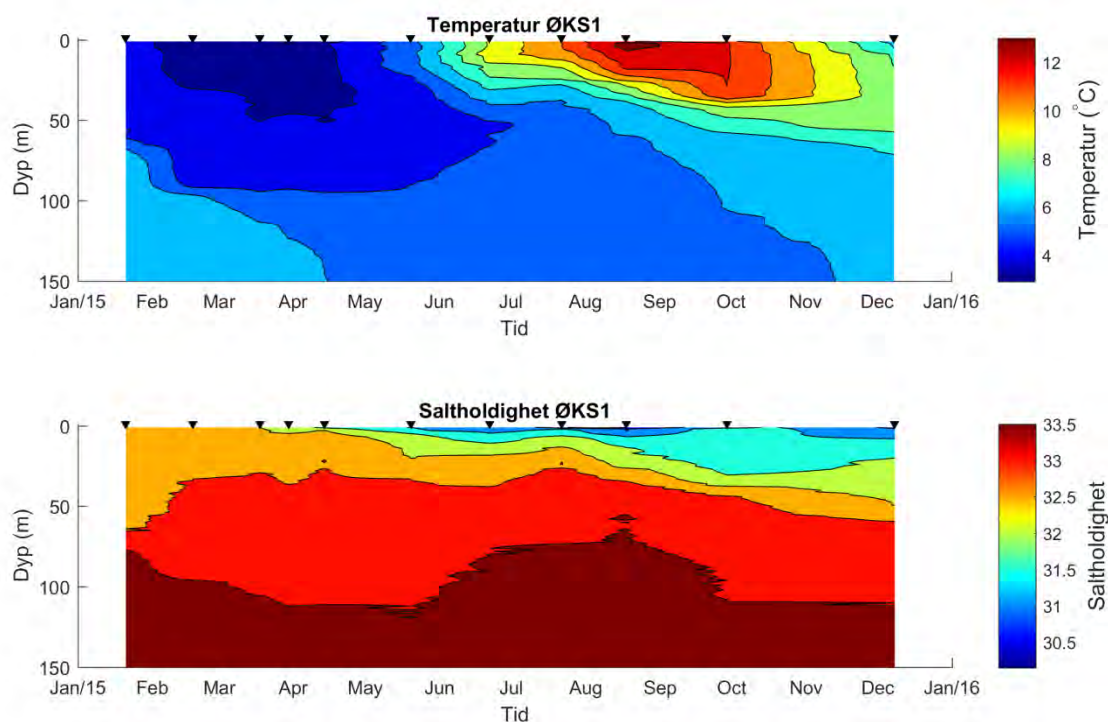 Temperatur ØKS1
0
50
100
150
Dyp (m)
Jan/15 Feb Mar Apr May Jun Jul Aug Sep Oct Nov Dec Jan/16
Tid
12
10
8
6
4
Temperatur (°C)
Saltholdighet ØKS1
0
50
100
150
Dyp (m)
Jan/15 Feb Mar Apr May Jun Jul Aug Sep Oct Nov Dec Jan/16
Tid
33.5
33
32.5
32
31.5
31
30.5
Saltholdighet